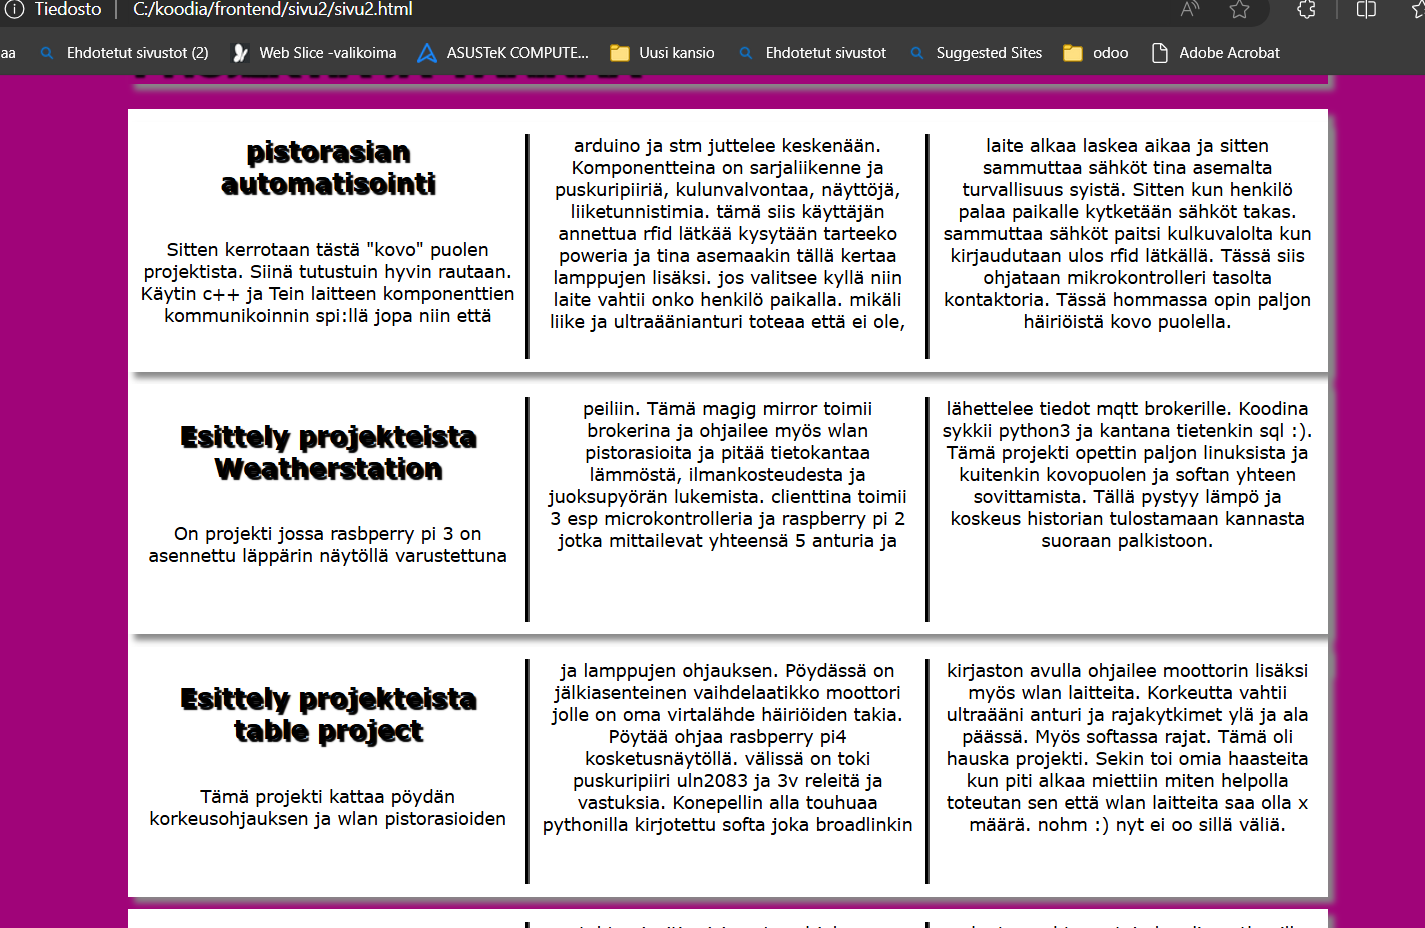 Tiedosto | C:/koodia/frontend/sivu2/sivu2.html
aa Ehdotetut sivustot (2) Web Slice -valikoima ASUSTeK COMPUTE... Uusi kansio Ehdotetut sivustot Suggested Sites odoo Adobe Acrobat
pistorasian
automatisointi
Sitten kerrotaan tästä "kovo" puolen
projektista. Siinä tutustuin hyvin rautaan.
Käytin c++ ja Tein laitteen komponenttien
kommunikoinnin spi:llä jopa niin että
arduino ja stm juttelee keskenään.
Komponentteina on sarjaliikenne ja
puskuripiiriä, kulunvalvontaa, näyttöjä,
liiketunnistimia. tämä siis käyttäjän
annettua rfid lätkää kysytään tarteeko
poweria ja tina asemaakin tällä kertaa
lamppujen lisäksi. jos valitsee kyllä niin
laite vahtii onko henkilö paikalla. mikäli
liike ja ultraäänianturi toteaa että ei ole,
laite alkaa laskea aikaa ja sitten
sammuttaa sähköt tina asemalta
turvallisuus syistä. Sitten kun henkilö
palaa paikalle kytketään sähköt takas.
sammuttaa sähköt paitsi kulkuvalolta kun
kirjaudutaan ulos rfid lätkällä. Tässä siis
ohjataan mikrokontrolleri tasolta
kontaktoria. Tässä hommassa opin paljon
häiriöistä kovo puolella.
Esittely projekteista
Weatherstation
On projekti jossa rasbperry pi 3 on
asennettu läppärin näytöllä varustettuna
peiliin. Tämä magig mirror toimii
brokerina ja ohjailee myös wlan
pistorasioita ja pitää tietokantaa
lämmöstä, ilmankosteudesta ja
juoksupyörän lukemista. clienttina toimii
3 esp microkontrolleria ja raspberry pi 2
jotka mittailevat yhteensä 5 anturia ja
lähettelee tiedot mqtt brokerille. Koodina
sykkii python3 ja kantana tietenkin sql :).
Tämä projekti opettin paljon linuksista ja
kuitenkin kovopuolen ja softan yhteen
sovittamista. Tällä pystyy lämpö ja
koskeus historian tulostamaan kannasta
suoraan palkistoon.
Esittely projekteista
table project
Tämä projekti kattaa pöydän
korkeusohjauksen ja wlan pistorasioiden
ja lamppujen ohjauksen. Pöydässä on
jälkiasenteinen vaihdelaatikko moottori
jolle on oma virtalähde häiriöiden takia.
Pöytää ohjaa rasbperry pi4
kosketusnäytöllä. välissä on toki
puskuripiiri uln2083 ja 3v releitä ja
vastuksia. Konepellin alla touhuaa
pythonilla kirjotettu softa joka broadlinkin
kirjaston avulla ohjailee moottorin lisäksi
myös wlan laitteita. Korkeutta vahtii
ultraääni anturi ja rajakytkimet ylä ja ala
päässä. Myös softassa rajat. Tämä oli
hauska projekti. Sekin toi omia haasteita
kun piti alkaa miettiin miten helpolla
toteutan sen että wlan laitteita saa olla x
määrä. nohm :) nyt ei oo sillä väliä.